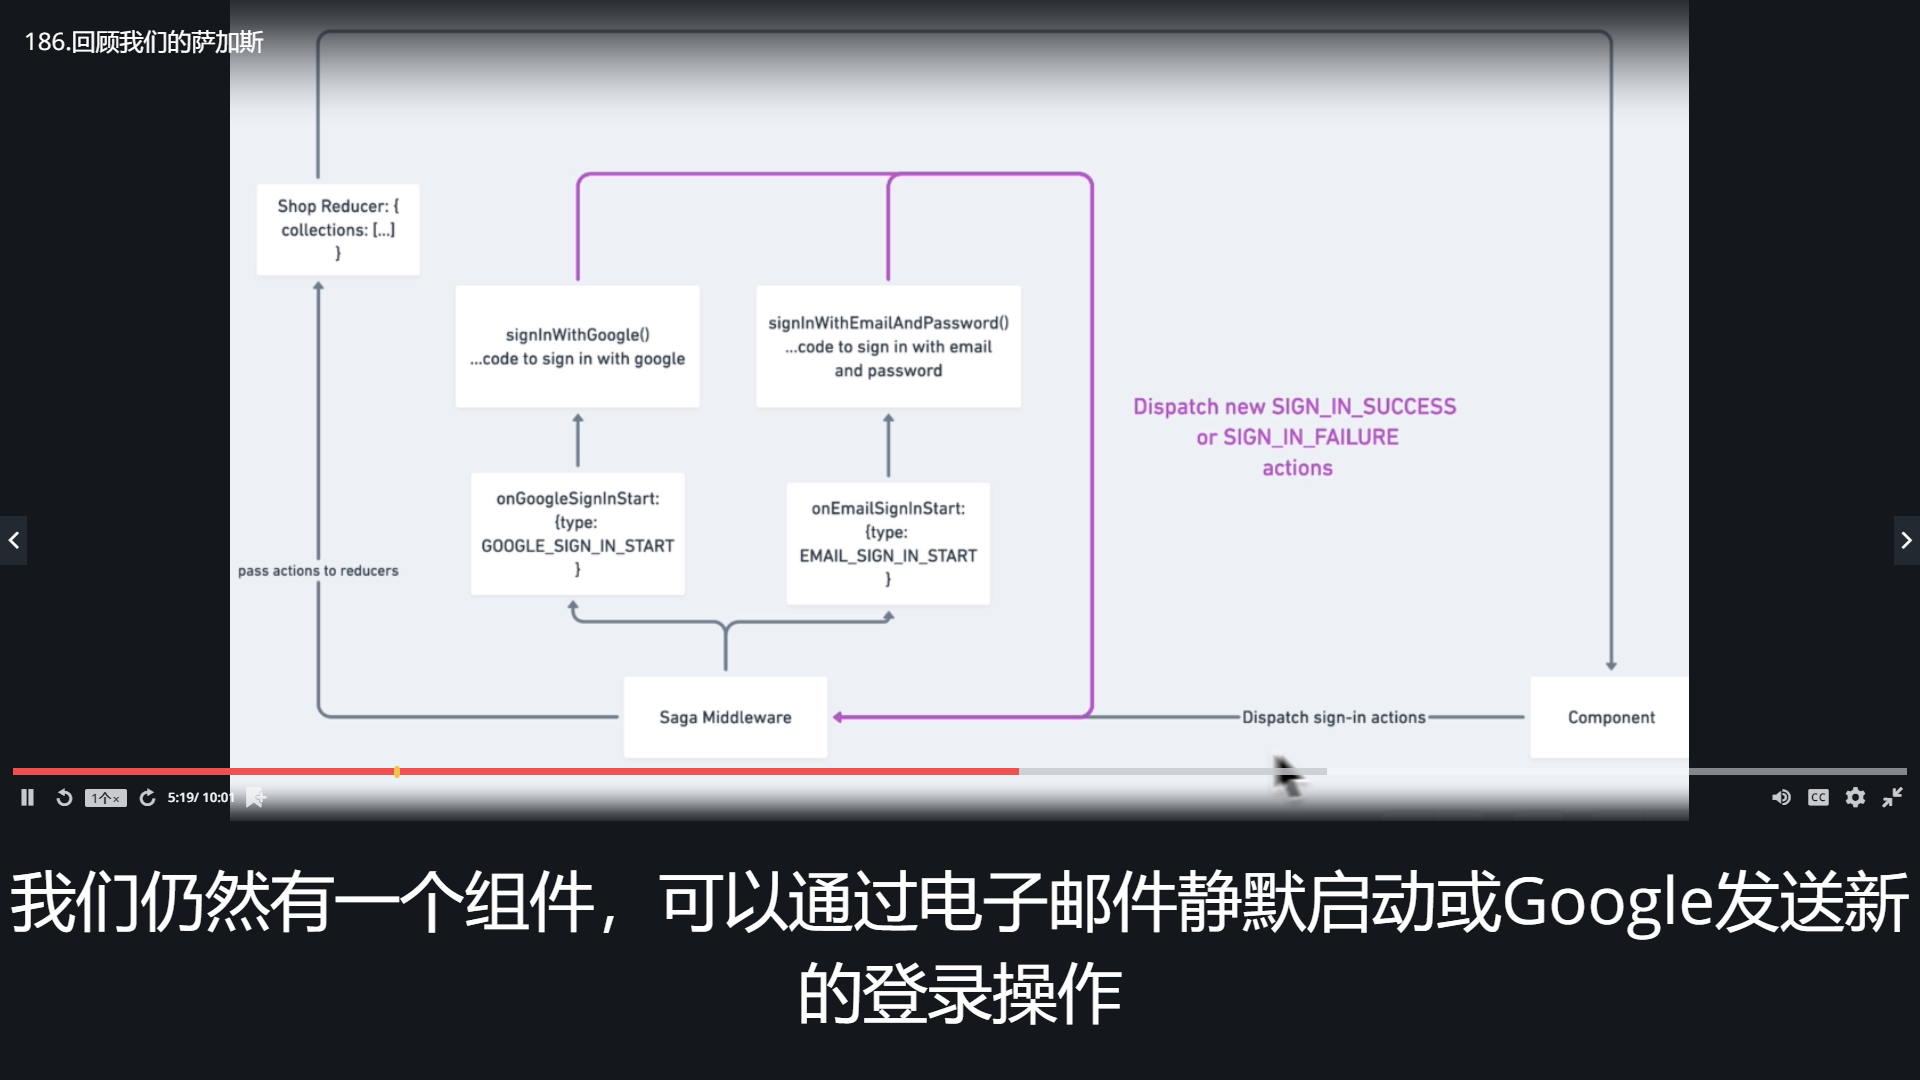 186.回顾我们的萨加斯
Shop Reducer: {
collections: [...]
}
signInWithGoogle()
...code to sign in with google
signInWithEmailAndPassword()
...code to sign in with email
and password
Dispatch new SIGN_IN_SUCCESS
or SIGN_IN_FAILURE
actions
onGoogleSignInStart:
{type:
GOOGLE_SIGN_IN_START
}
onEmailSignInStart:
{type:
EMAIL_SIGN_IN_START
}
pass actions to reducers
Saga Middleware
Dispatch sign-in actions
Component
1个×
5:19/ 10:01
CC
我们仍然有一个组件，可以通过电子邮件静默启动或Google发送新
的登录操作